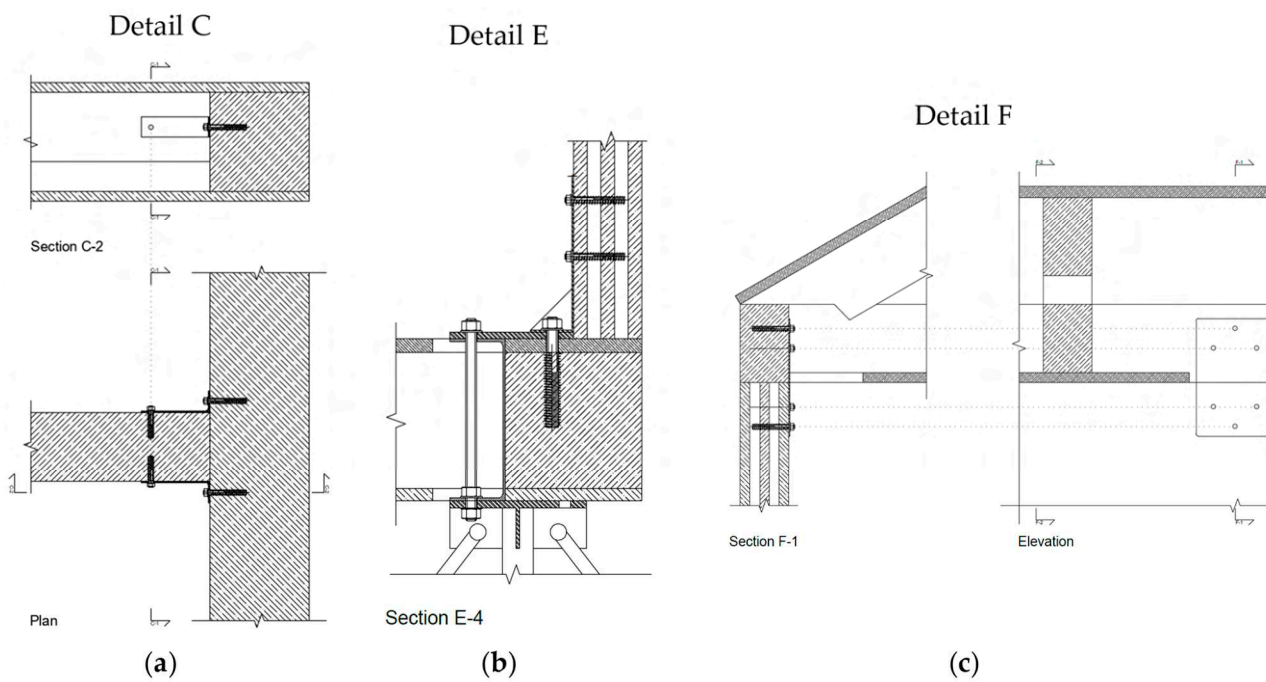 Detail C
Detail E
Detail F
Section C-2
Plan
Section E-4
Section F-1
Elevation
(a)
(b)
(c)